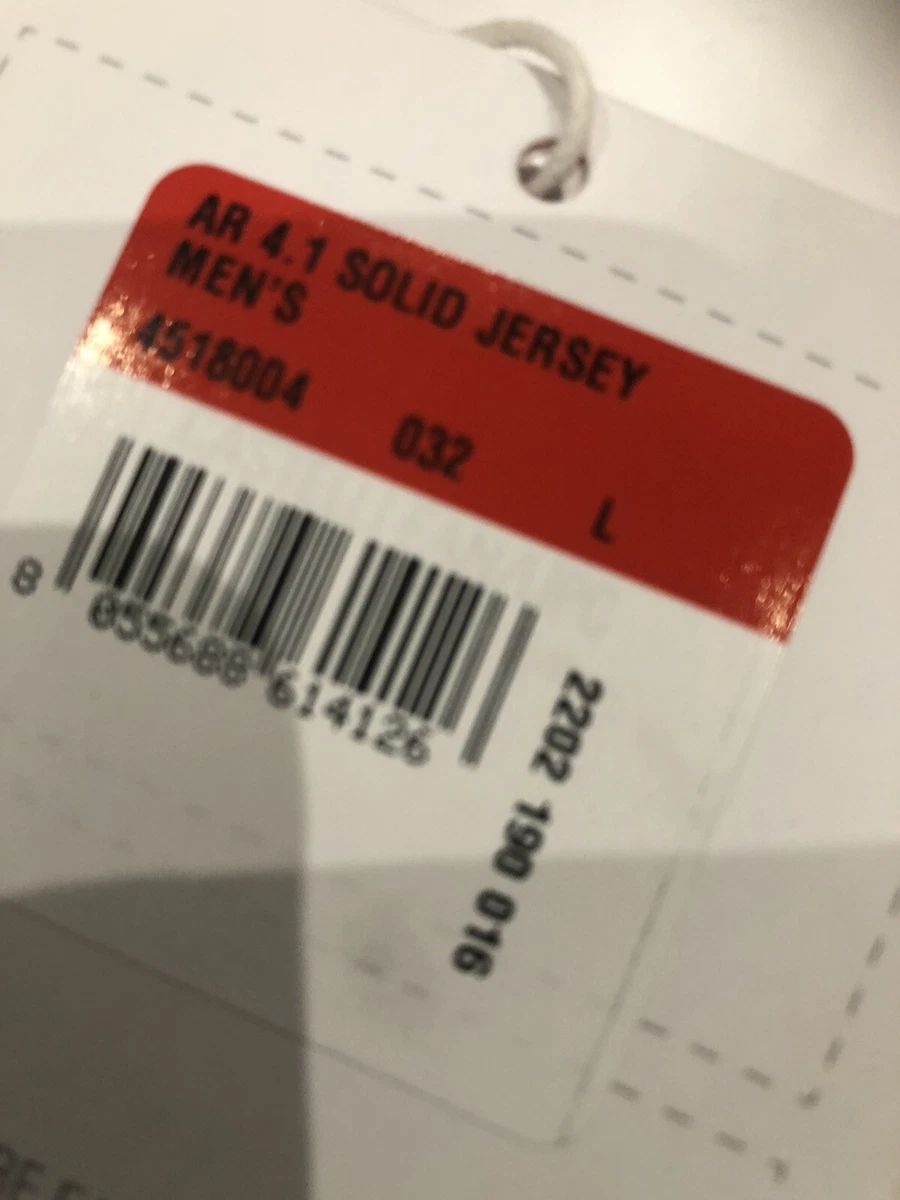 AR 4.1 SOLID JERSEY
MEN'S
4518004 032 L
8 055688 614126
2202 190 016